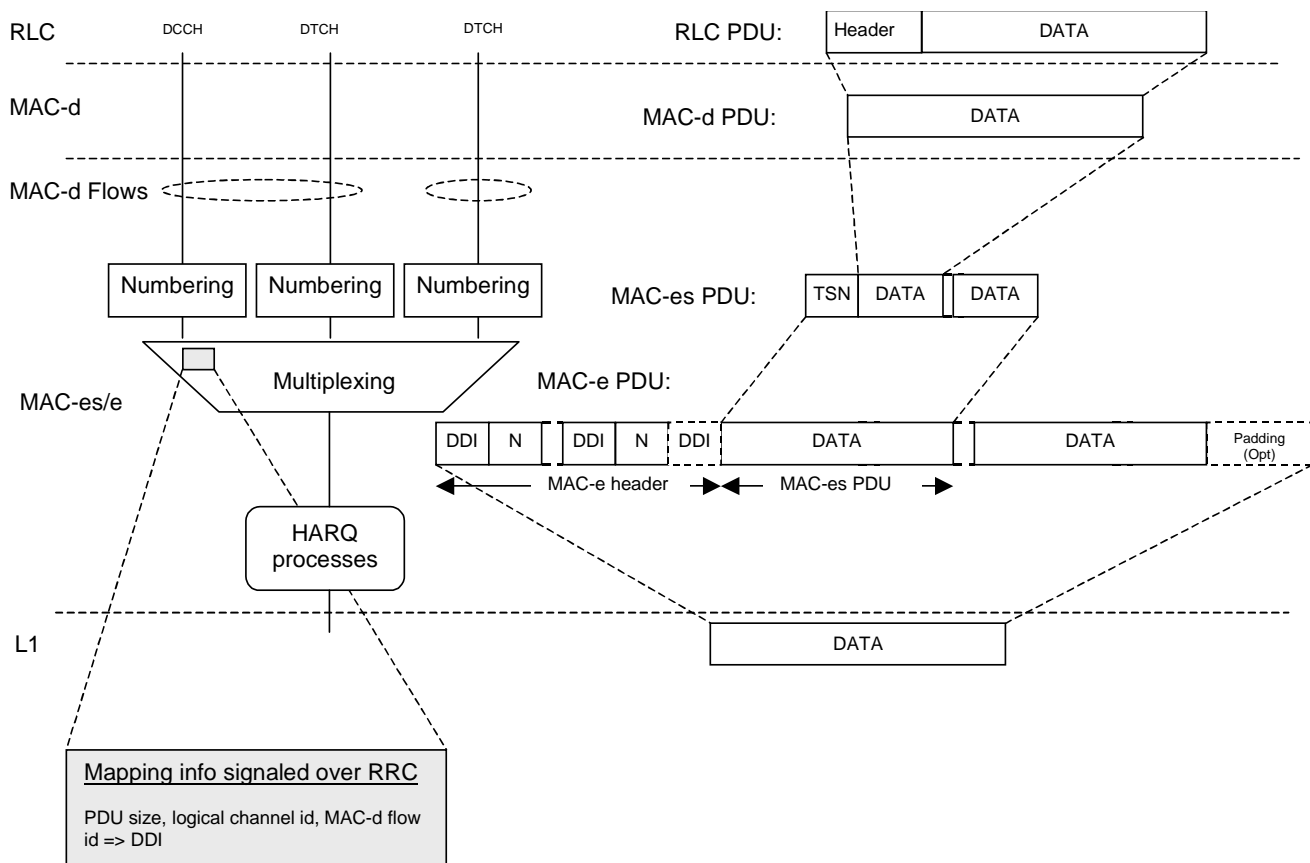 RLC
DCCH
DTCH
DTCH
RLC PDU:
Header
DATA
MAC-d
MAC-d PDU:
DATA
MAC-d Flows
Numbering
Numbering
Numbering
MAC-es PDU:
TSN
DATA
DATA
Multiplexing
MAC-e PDU:
MAC-es/e
DDI
N
DDI
N
DDI
DATA
DATA
Padding
(Opt)
MAC-e header
MAC-es PDU
HARQ
processes
L1
DATA
Mapping info signaled over RRC
PDU size, logical channel id, MAC-d flow
id => DDI